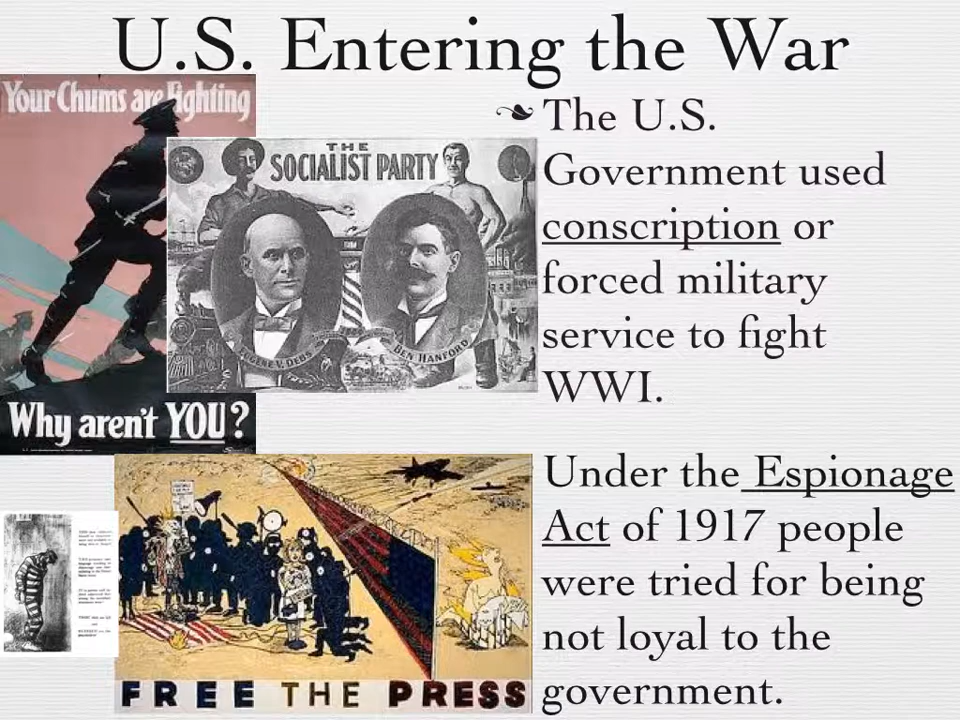 U.S. Entering the War
Your Chums are fighting
Why aren't YOU?
THE
SOCIALIST PARTY
EUGENE V. DEBS
BEN HANFORD
The U.S.
Government used
conscription or
forced military
service to fight
WWI.
Under the Espionage
Act of 1917 people
were tried for being
not loyal to the
government.
FREE THE PRESS